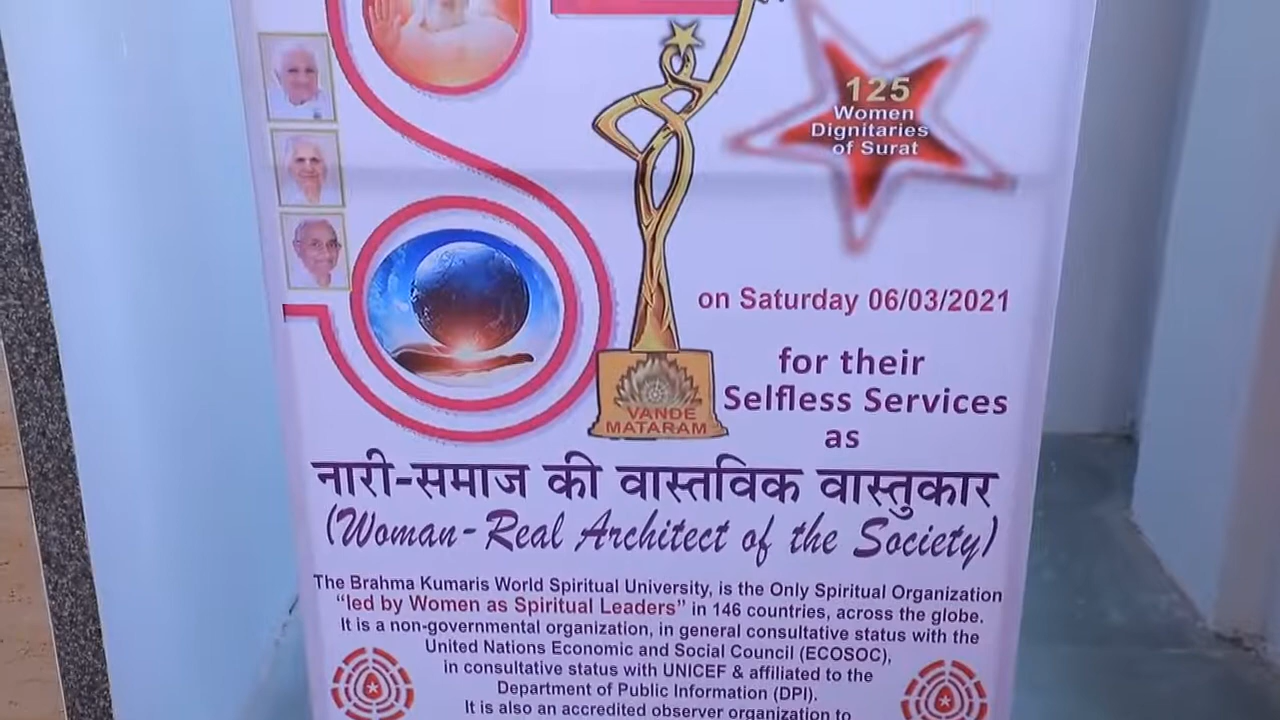 125
Women
Dignitaries
of Surat
on Saturday 06/03/2021
for their
Selfless Services
as
VANDE
MATARAM
नारी-समाज की वास्तविक वास्तुकार
(Woman-Real Architect of the Society)
The Brahma Kumaris World Spiritual University, is the Only Spiritual Organization
“led by Women as Spiritual Leaders” in 146 countries, across the globe.
It is a non-governmental organization, in general consultative status with the
United Nations Economic and Social Council (ECOSOC),
in consultative status with UNICEF & affiliated to the
Department of Public Information (DPI).
It is also an accredited observer organization to